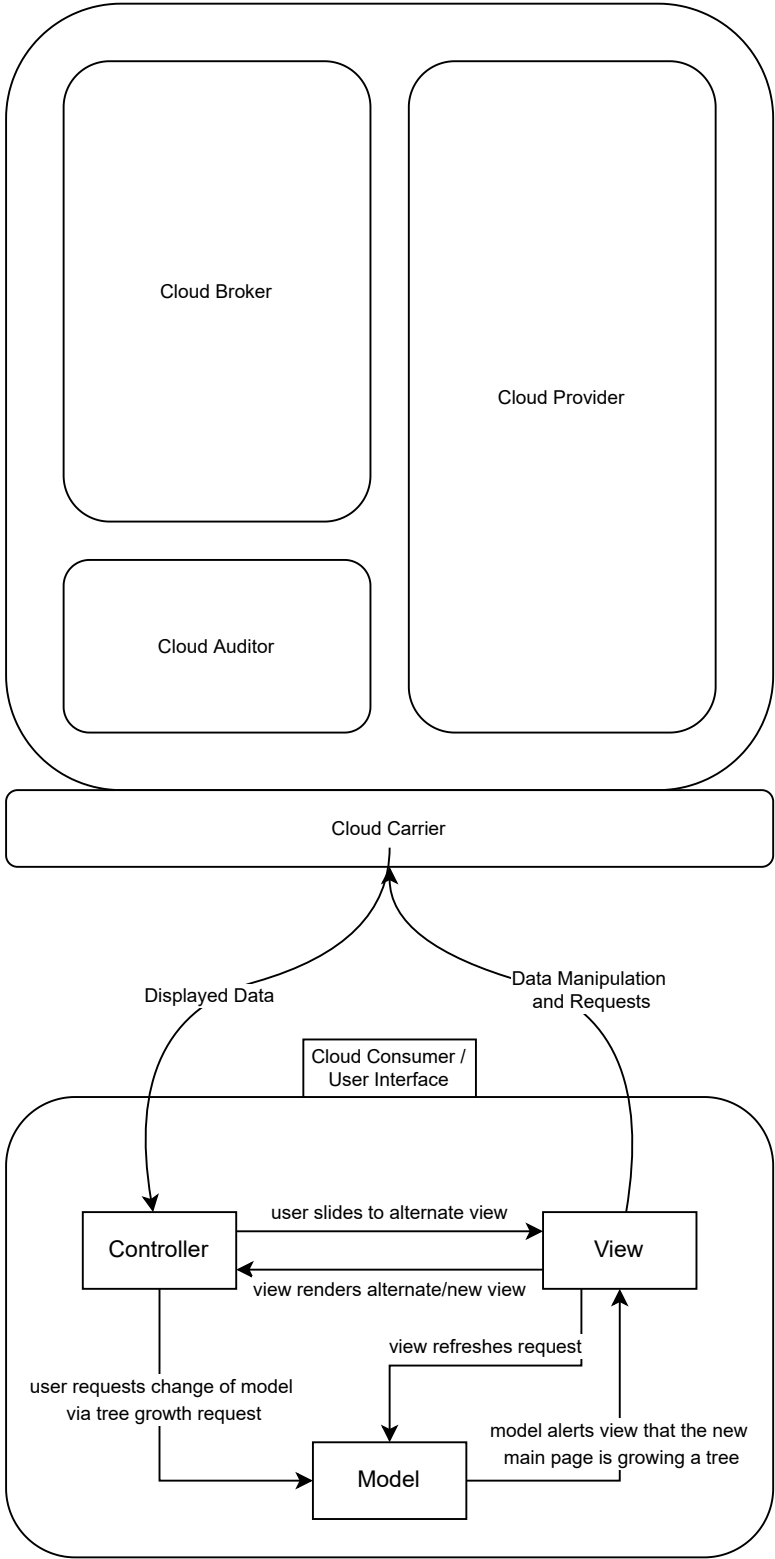 Cloud Broker
Cloud Provider
Cloud Auditor
Cloud Carrier
Displayed Data
Data Manipulation
and Requests
Cloud Consumer /
User Interface
user slides to alternate view
Controller
View
view renders alternate/new view
view refreshes request
user requests change of model
via tree growth request
model alerts view that the new
main page is growing a tree
Model